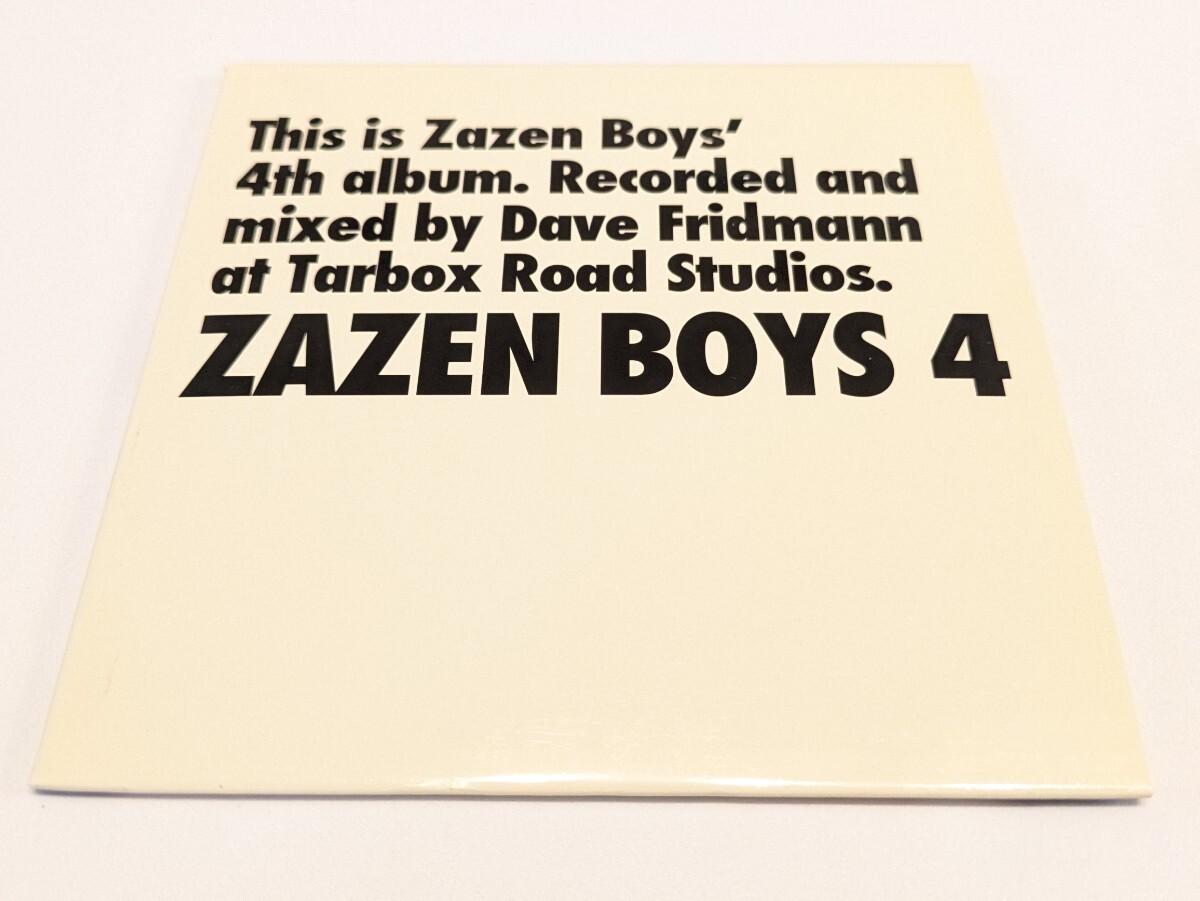 This is Zazen Boys’
4th album. Recorded and
mixed by Dave Fridmann
at Tarbox Road Studios.
ZAZEN BOYS 4